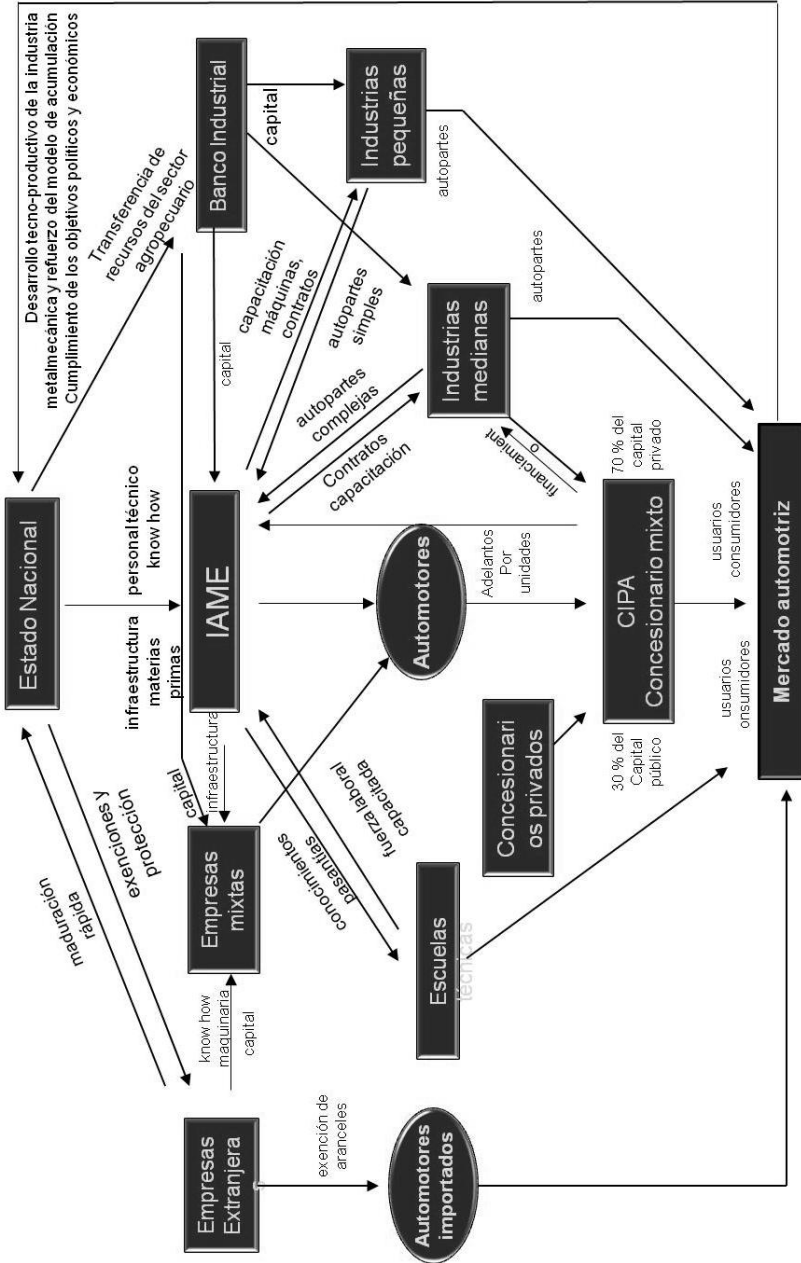 Desarrollo tecno-productivo de la industria
metalmecánica y refuerzo del modelo de acumulación
Cumplimiento de los objetivos políticos y económicos
Estado Nacional
maduración
rápida
exenciones y
protección
infraestructura
materias
primas
personal técnico
know how
Transferencia de
recursos del sector
agropecuario
Empresas
Extranjera
s
know how
maquinaria
capital
Empresas
mixtas
capital
infraestructura
IAME
capital
Banco Industrial
capital
exención de
aranceles
conocimientos
pasantías
fuerza laboral
capacitada
capacitación
máquinas,
contratos
autopartes
simples
Industrias
pequeñas
autopartes
complejas
Contratos
capacitación
Automotores
importados
Escuelas
técnicas
Automotores
Industrias
medianas
autopartes
financiament
o
Adelantos
Por
unidades
Concesionari
os privados
autopartes
30 % del
Capital
público
CIPA
Concesionario mixto
70 % del
capital
privado
usuarios
onsumidores
usuarios
consumidores
Mercado automotriz